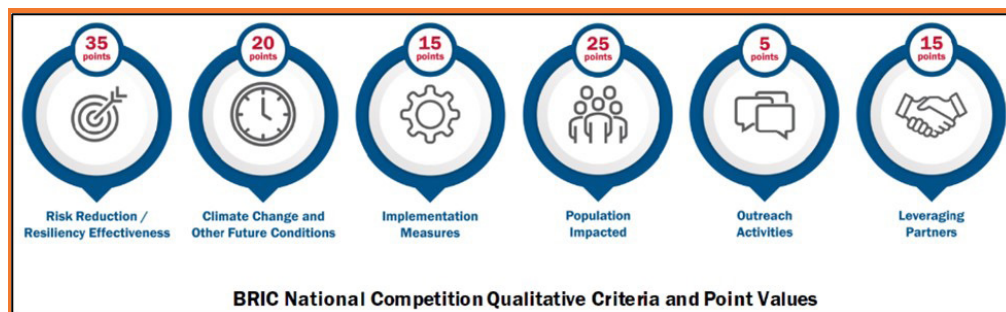 35
points
20
points
15
points
25
points
5
points
15
points
Risk Reduction /
Resiliency Effectiveness
Climate Change and
Other Future Conditions
Implementation
Measures
Population
Impacted
Outreach
Activities
Leveraging
Partners
BRIC National Competition Qualitative Criteria and Point Values